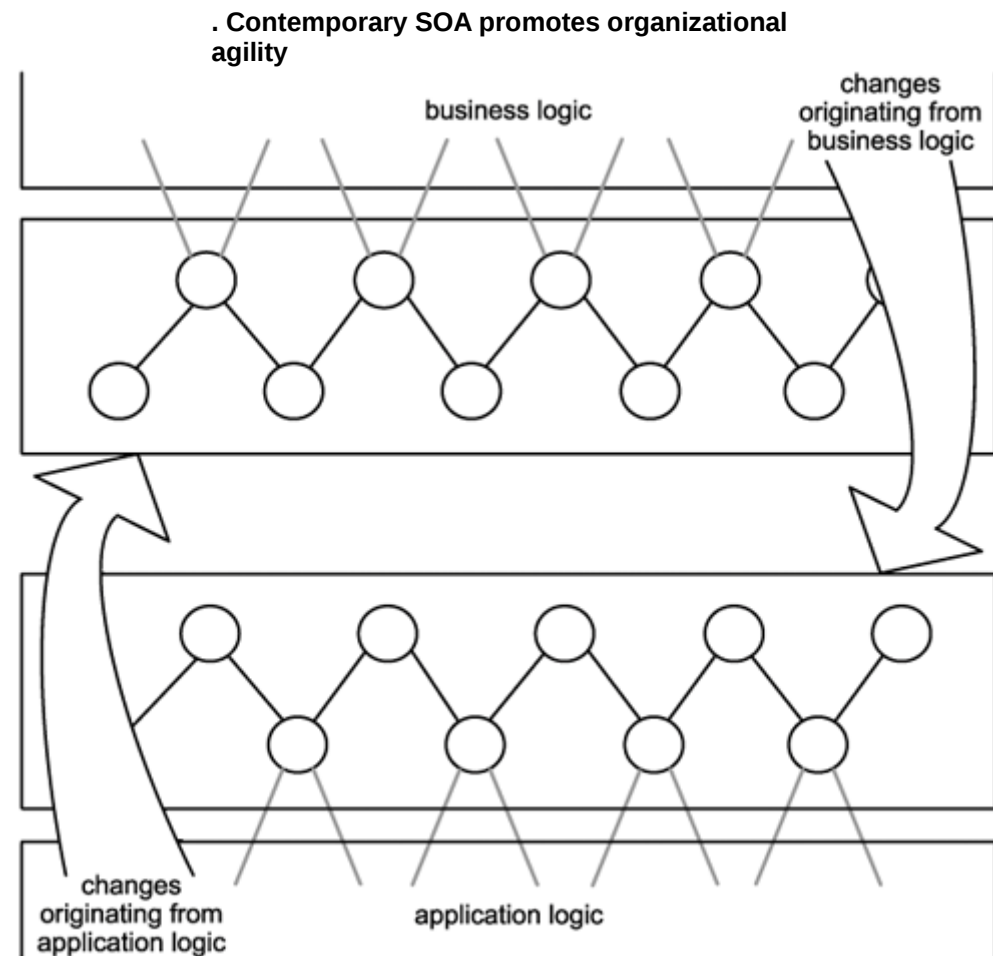 . Contemporary SOA promotes organizational
agility
business logic
changes
originating from
business logic
changes
originating from
application logic
application logic